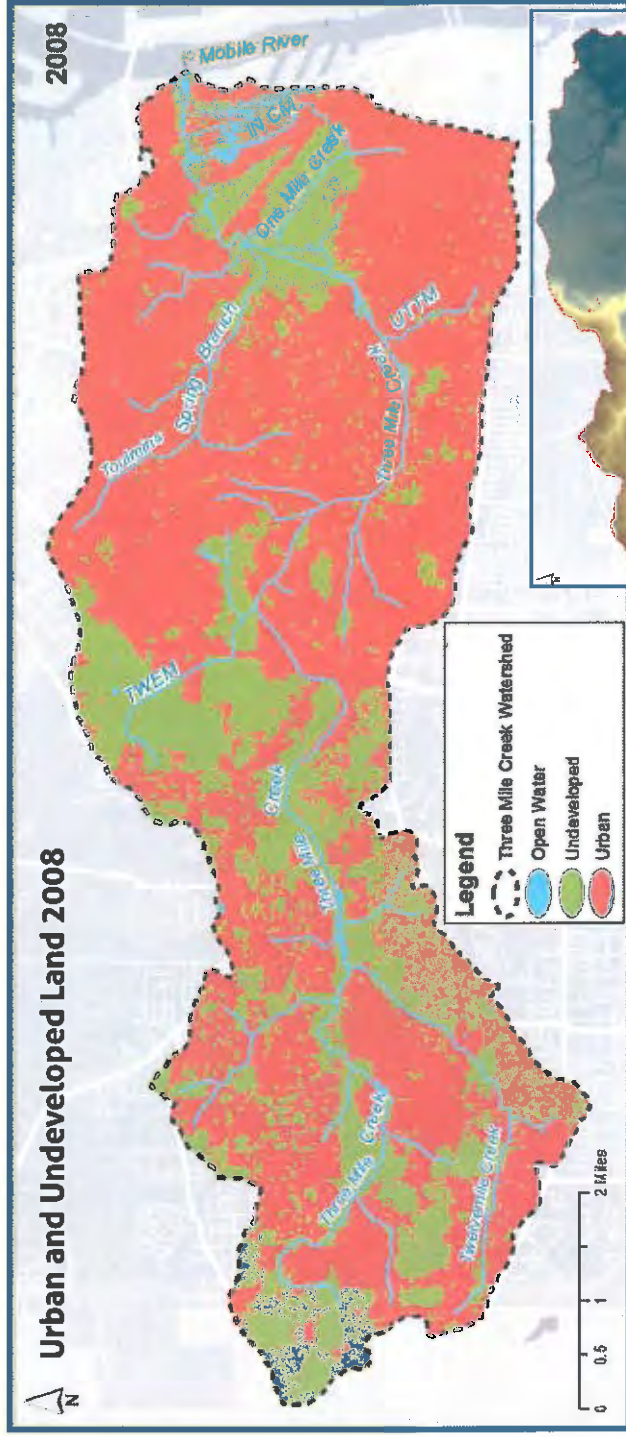 Urban and Undeveloped Land 2008
2008
N
Mobile River
One Mile Creek
Toulmins Spring Branch
UTTM
Three Mile Creek
TWEM
Three Mile Creek
Three Mile Creek
Twelvemile Creek
Legend
Three Mile Creek Watershed
Open Water
Undeveloped
Urban
0 0.5 1 2 Miles
N